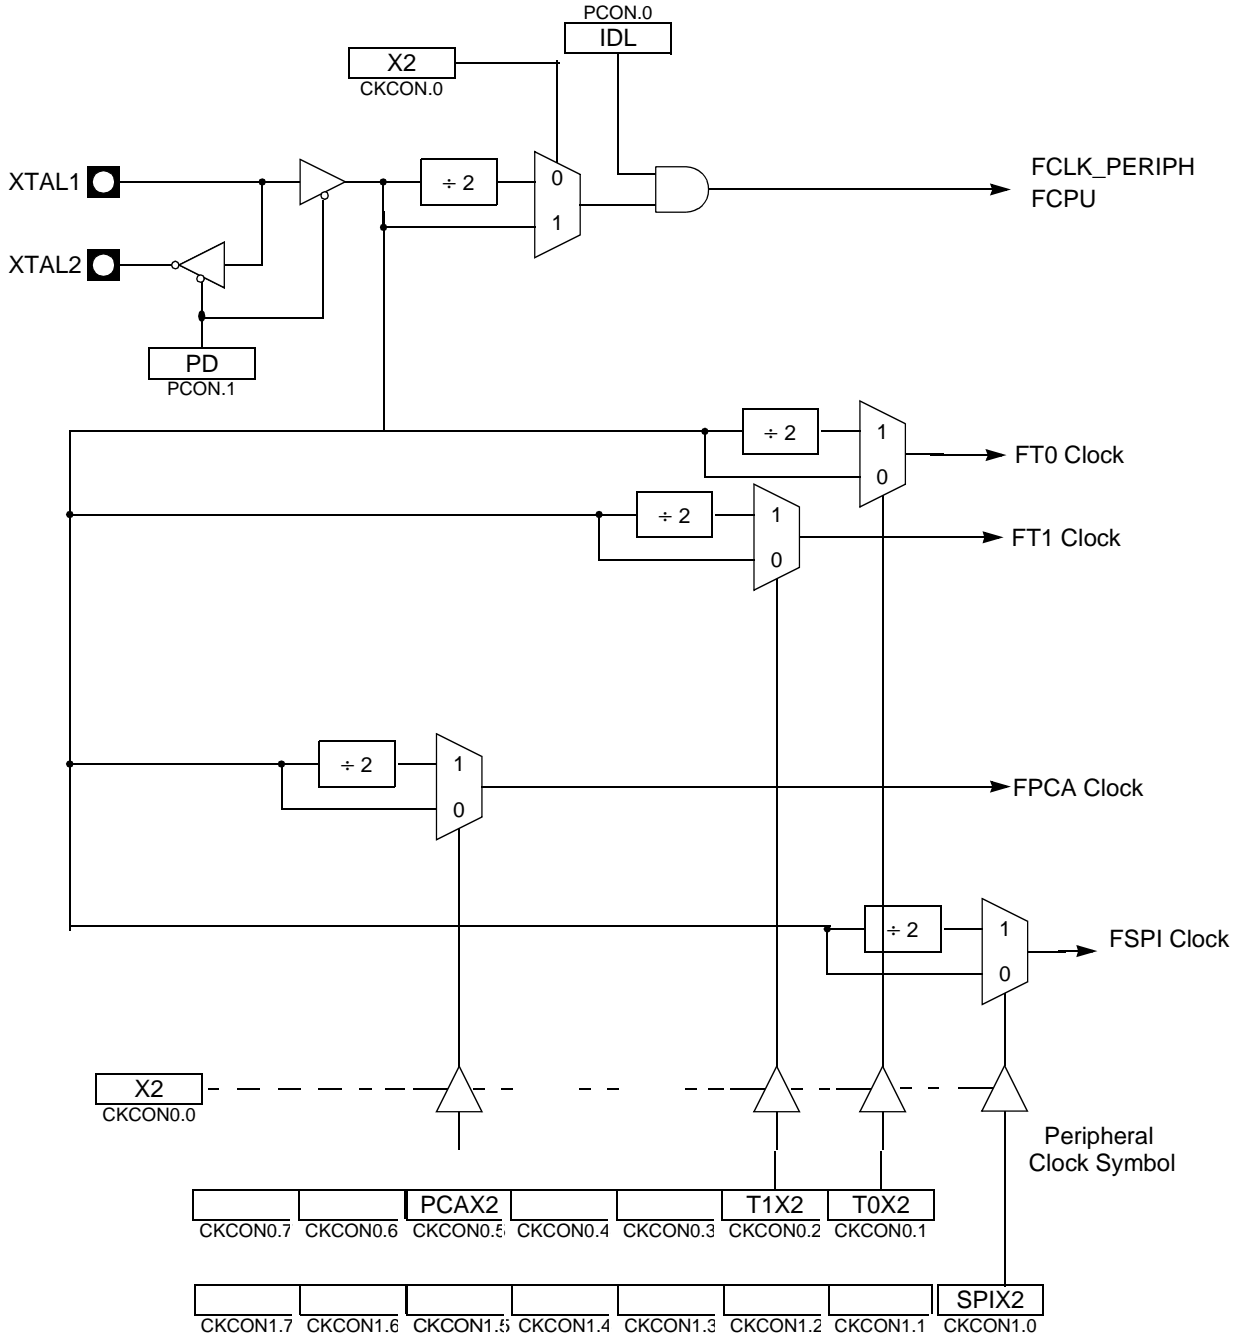 PCON.0
IDL
X2
CKCON.0
XTAL1
÷ 2
0
1
FCLK_PERIPH
FCPU
XTAL2
PD
PCON.1
÷ 2
1
0
FT0 Clock
÷ 2
1
0
FT1 Clock
÷ 2
1
0
FPCA Clock
÷ 2
1
0
FSPI Clock
X2
CKCON0.0
Peripheral
Clock Symbol
PCAX2
T1X2
T0X2
CKCON0.7
CKCON0.6
CKCON0.5
CKCON0.4
CKCON0.3
CKCON0.2
CKCON0.1
SPIX2
CKCON1.7
CKCON1.6
CKCON1.5
CKCON1.4
CKCON1.3
CKCON1.2
CKCON1.1
CKCON1.0